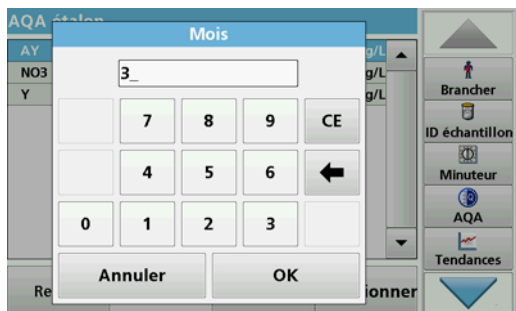 AQA étalon
Mois
AY
g/L
NO3
g/L
Y
g/L
3_
7 8 9 CE
4 5 6
0 1 2 3
Annuler OK
Re
ionner
Brancher
ID échantillon
Minuteur
AQA
Tendances